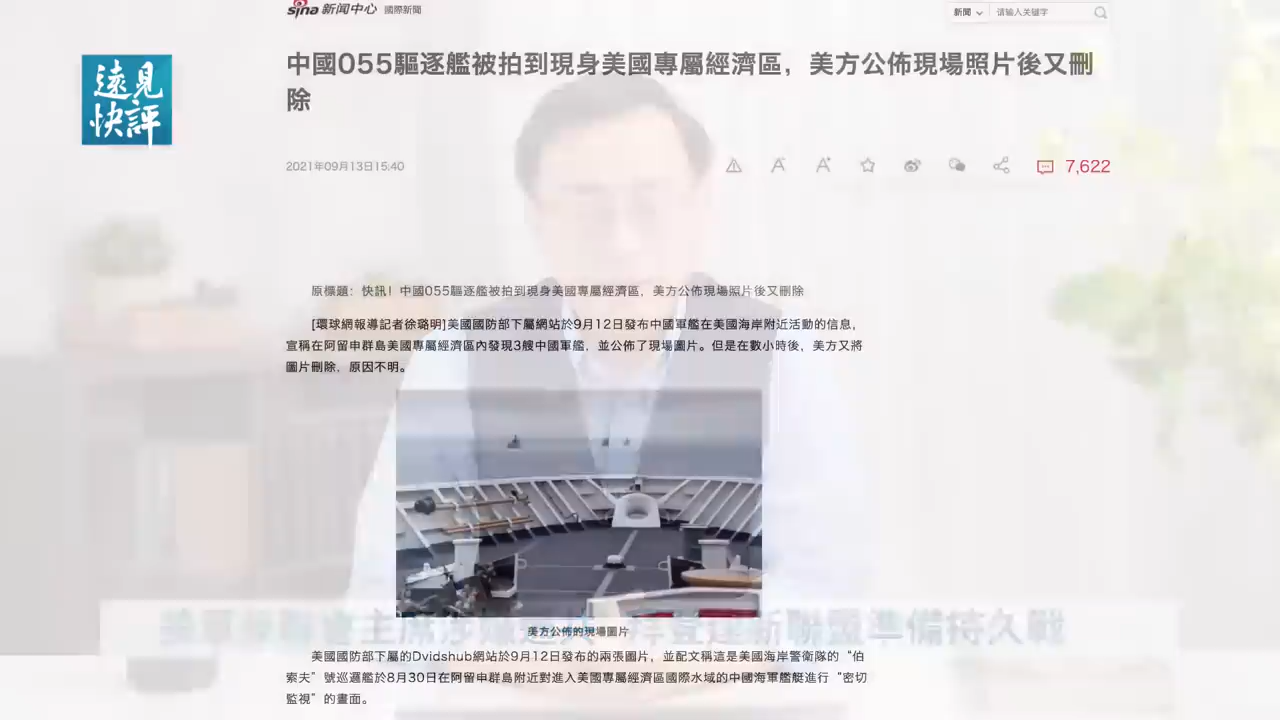 sina 新闻中心 國際新聞
新聞
请输入关键字
遠見
快評
中國055驅逐艦被拍到現身美國專屬經濟區，美方公佈現場照片後又刪
除
2021年09月13日15:40
7,622
原標題：快訊！中國055驅逐艦被拍到現身美國專屬經濟區，美方公佈現場照片後又刪除
[環球網報導記者徐璐明]美國國防部下屬網站於9月12日發布中國軍艦在美國海岸附近活動的信息，
宣稱在阿留申群島美國專屬經濟區內發現3艘中國軍艦，並公佈了現場圖片。但是在數小時後，美方又將
圖片刪除，原因不明。
美方公佈的現場圖片
美國國防部下屬的Dvidshub網站於9月12日發布的兩張圖片，並配文稱這是美國海岸警衛隊的“伯
索夫”號巡邏艦於8月30日在阿留申群島附近對進入美國專屬經濟區國際水域的中國海軍艦艇進行“密切
監視”的畫面。